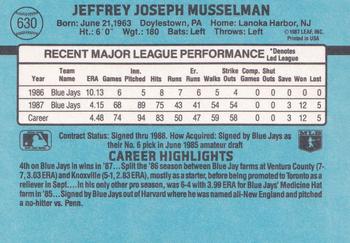 630
JEFFREY JOSEPH MUSSELMAN
Born: June 21, 1963 Doylestown, PA Home: Lanoka Harbor, NJ
Ht.: 6'0" Wgt.: 180 Bats: Left Throws: Left
©1987 LEAF, INC.
Printed in USA
RECENT MAJOR LEAGUE PERFORMANCE *Denotes Led League
Year Team Name ERA Games Inn. Pitched Hits Runs E. Runs Walks Strike Outs Comp. Games Shut Outs Saves Won Lost
1986 Blue Jays 10.13 6 5 8 7 6 5 4 0 0 0 0 0
1987 Blue Jays 4.15 68 89 75 43 41 54 54 0 0 3 12 5
Career 4.48 74 94 83 50 47 59 58 0 0 3 12 5
Contract Status: Signed thru 1988. How Acquired: Signed by Blue Jays as
their No. 6 pick in June 1985 amateur draft
CAREER HIGHLIGHTS
4th on Blue Jays in wins in '87... Split the '86 season between Blue Jay farms at Ventura County (7-
7, 3.03 ERA) and Knoxville (5-1, 2.83 ERA), mostly as a starter, before being promoted to Toronto as a
reliever in Sept.... In his only other pro season, was 6-4 with 3.99 ERA for Blue Jays' Medicine Hat
farm in '85... Graduate of Harvard where he was named all-New England and pitched
a no-hitter vs. Penn.